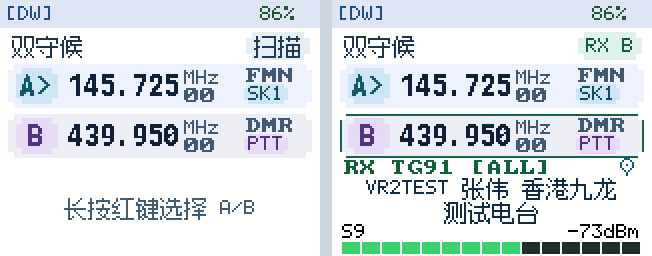 [DW] 86%
双守候 扫描
A> 145.725 MHz 00 FMN SK1
B 439.950 MHz 00 DMR PTT
长按红键选择 A/B
[DW] 86%
双守候 RX B
A> 145.725 MHz 00 FMN SK1
B 439.950 MHz 00 DMR PTT
RX TG91 [ALL]
VR2TEST 张伟 香港九龙
测试电台
S9 -73dBm